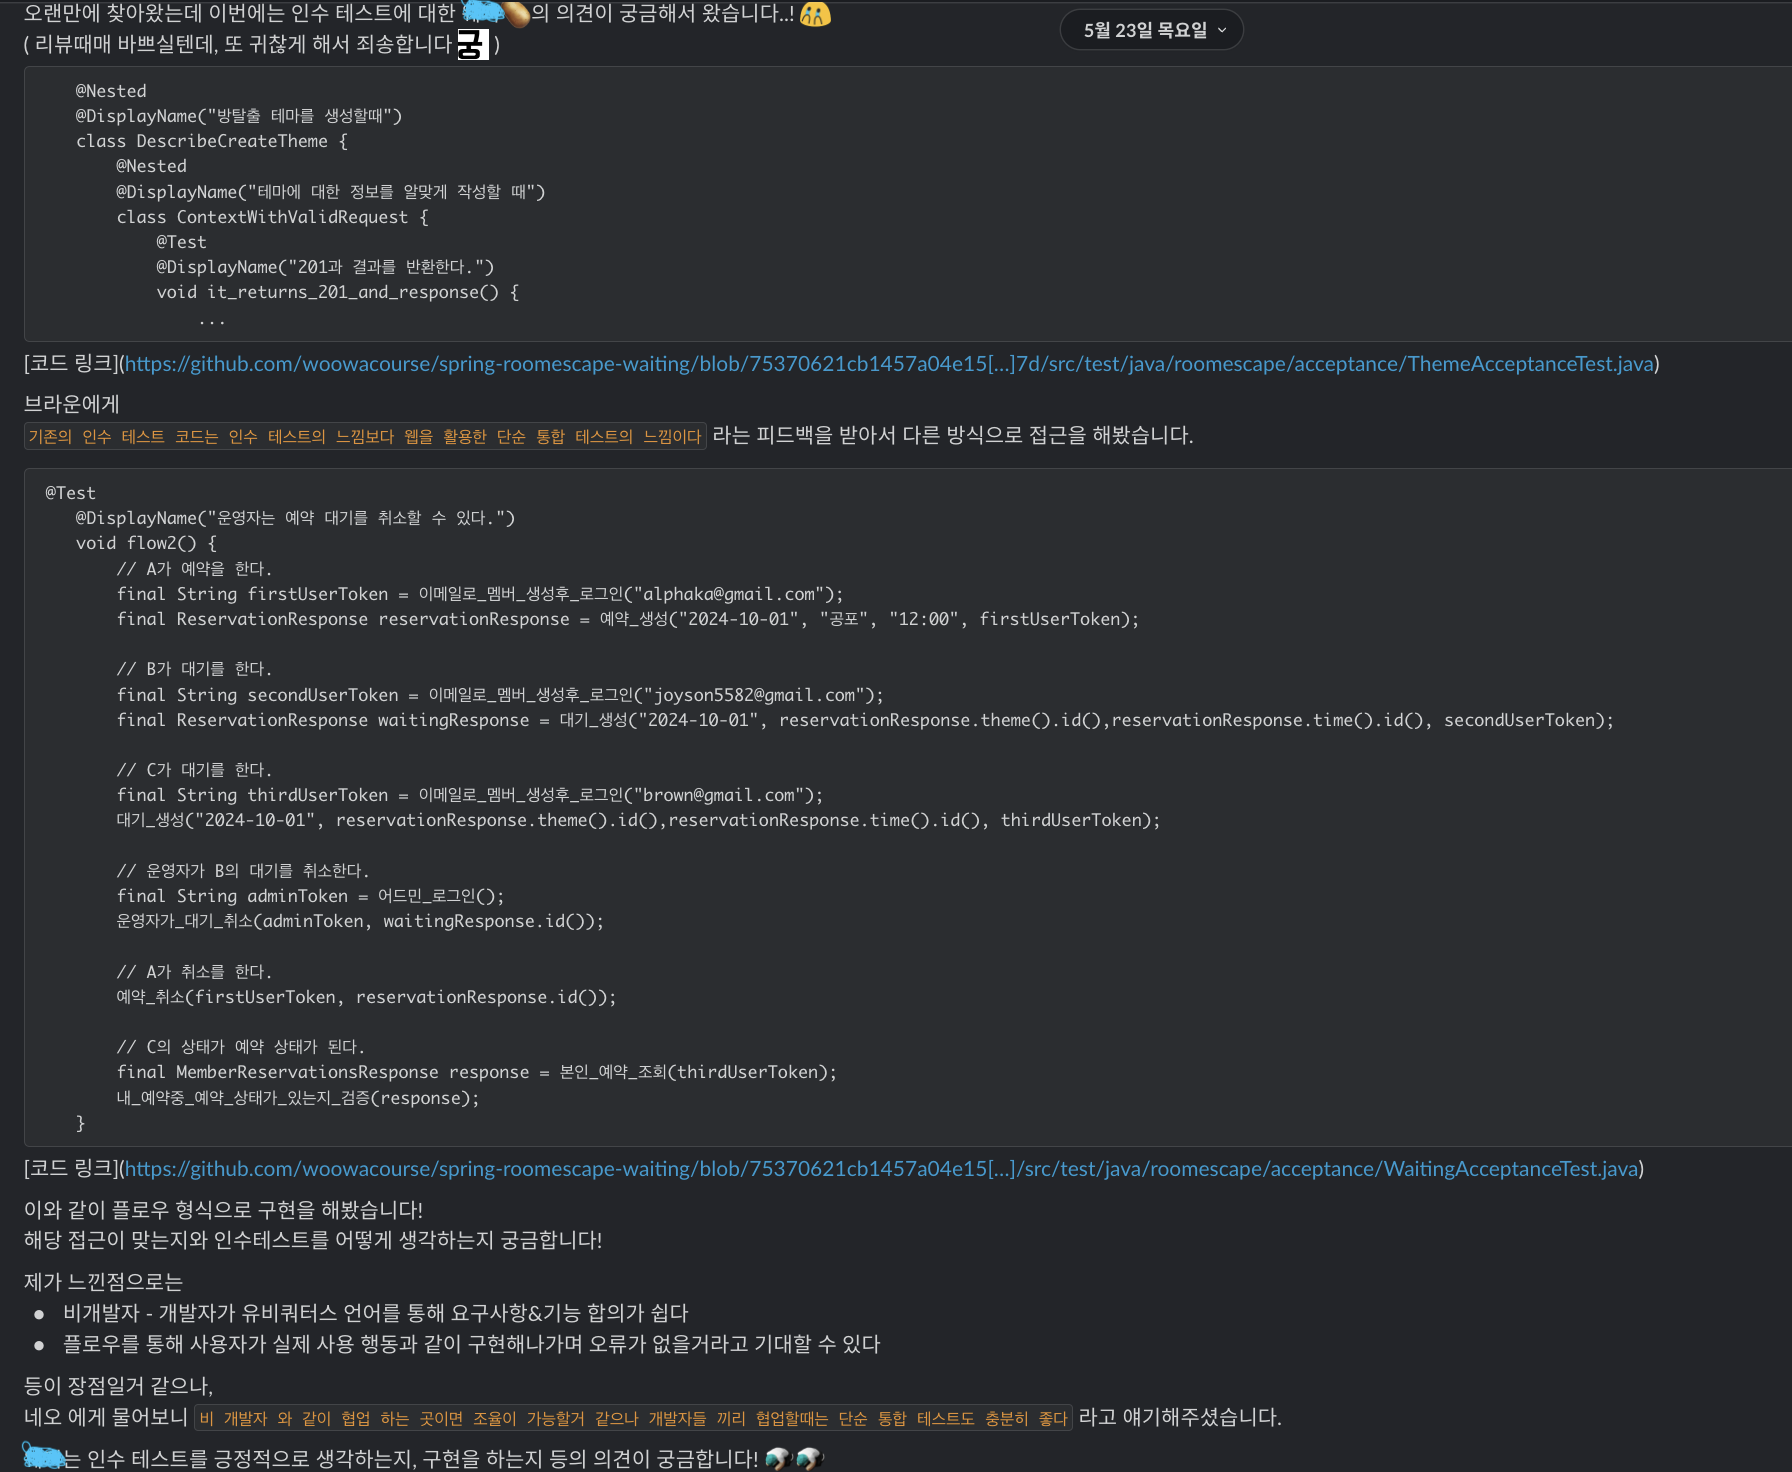 오랜만에 찾아왔는데 이번에는 인수 테스트에 대한 의 의견이 궁금해서 왔습니다..!
( 리뷰때매 바쁘실텐데, 또 귀찮게 해서 죄송합니다 굼 )
5월 23일 목요일
@Nested
@DisplayName("방탈출 테마를 생성할때")
class DescribeCreateTheme {
@Nested
@DisplayName("테마에 대한 정보를 알맞게 작성할 때")
class ContextWithValidRequest {
@Test
@DisplayName("201과 결과를 반환한다.")
void it_returns_201_and_response() {
...
[코드 링크](https://github.com/woowacourse/spring-roomescape-waiting/blob/75370621cb1457a04e15[...]7d/src/test/java/roomescape/acceptance/ThemeAcceptanceTest.java)
브라운에게
기존의 인수 테스트 코드는 인수 테스트의 느낌보다 웹을 활용한 단순 통합 테스트의 느낌이다 라는 피드백을 받아서 다른 방식으로 접근을 해봤습니다.
@Test
@DisplayName("운영자는 예약 대기를 취소할 수 있다.")
void flow2() {
// A가 예약을 한다.
final String firstUserToken = 이메일로_멤버_생성후_로그인("alphaka@gmail.com");
final ReservationResponse reservationResponse = 예약_생성("2024-10-01", "공포", "12:00", firstUserToken);
// B가 대기를 한다.
final String secondUserToken = 이메일로_멤버_생성후_로그인("joyson5582@gmail.com");
final ReservationResponse waitingResponse = 대기_생성("2024-10-01", reservationResponse.theme().id(),reservationResponse.time().id(), secondUserToken);
// C가 대기를 한다.
final String thirdUserToken = 이메일로_멤버_생성후_로그인("brown@gmail.com");
대기_생성("2024-10-01", reservationResponse.theme().id(),reservationResponse.time().id(), thirdUserToken);
// 운영자가 B의 대기를 취소한다.
final String adminToken = 어드민_로그인();
운영자가_대기_취소(adminToken, waitingResponse.id());
// A가 취소를 한다.
예약_취소(firstUserToken, reservationResponse.id());
// C의 상태가 예약 상태가 된다.
final MemberReservationsResponse response = 본인_예약_조회(thirdUserToken);
내_예약중_예약_상태가_있는지_검증(response);
}
[코드 링크](https://github.com/woowacourse/spring-roomescape-waiting/blob/75370621cb1457a04e15[...]/src/test/java/roomescape/acceptance/WaitingAcceptanceTest.java)
이와 같이 플로우 형식으로 구현을 해봤습니다!
해당 접근이 맞는지와 인수테스트를 어떻게 생각하는지 궁금합니다!
제가 느낀점으로는
• 비개발자 - 개발자가 유비쿼터스 언어를 통해 요구사항&기능 합의가 쉽다
• 플로우를 통해 사용자가 실제 사용 행동과 같이 구현해나가며 오류가 없을거라고 기대할 수 있다
등이 장점일거 같으나,
네오 에게 물어보니 비 개발자 와 같이 협업 하는 곳이면 조율이 가능할거 같으나 개발자들 끼리 협업할때는 단순 통합 테스트도 충분히 좋다 라고 얘기해주셨습니다.
는 인수 테스트를 긍정적으로 생각하는지, 구현을 하는지 등의 의견이 궁금합니다!